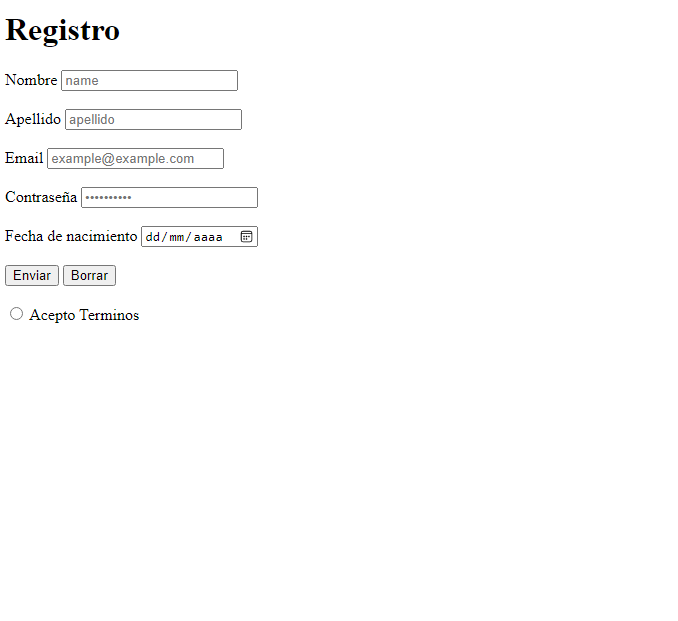 Registro
Nombre name
Apellido apellido
Email example@example.com
Contraseña ••••••••••
Fecha de nacimiento dd/mm/aaaa
Enviar Borrar
Acepto Terminos